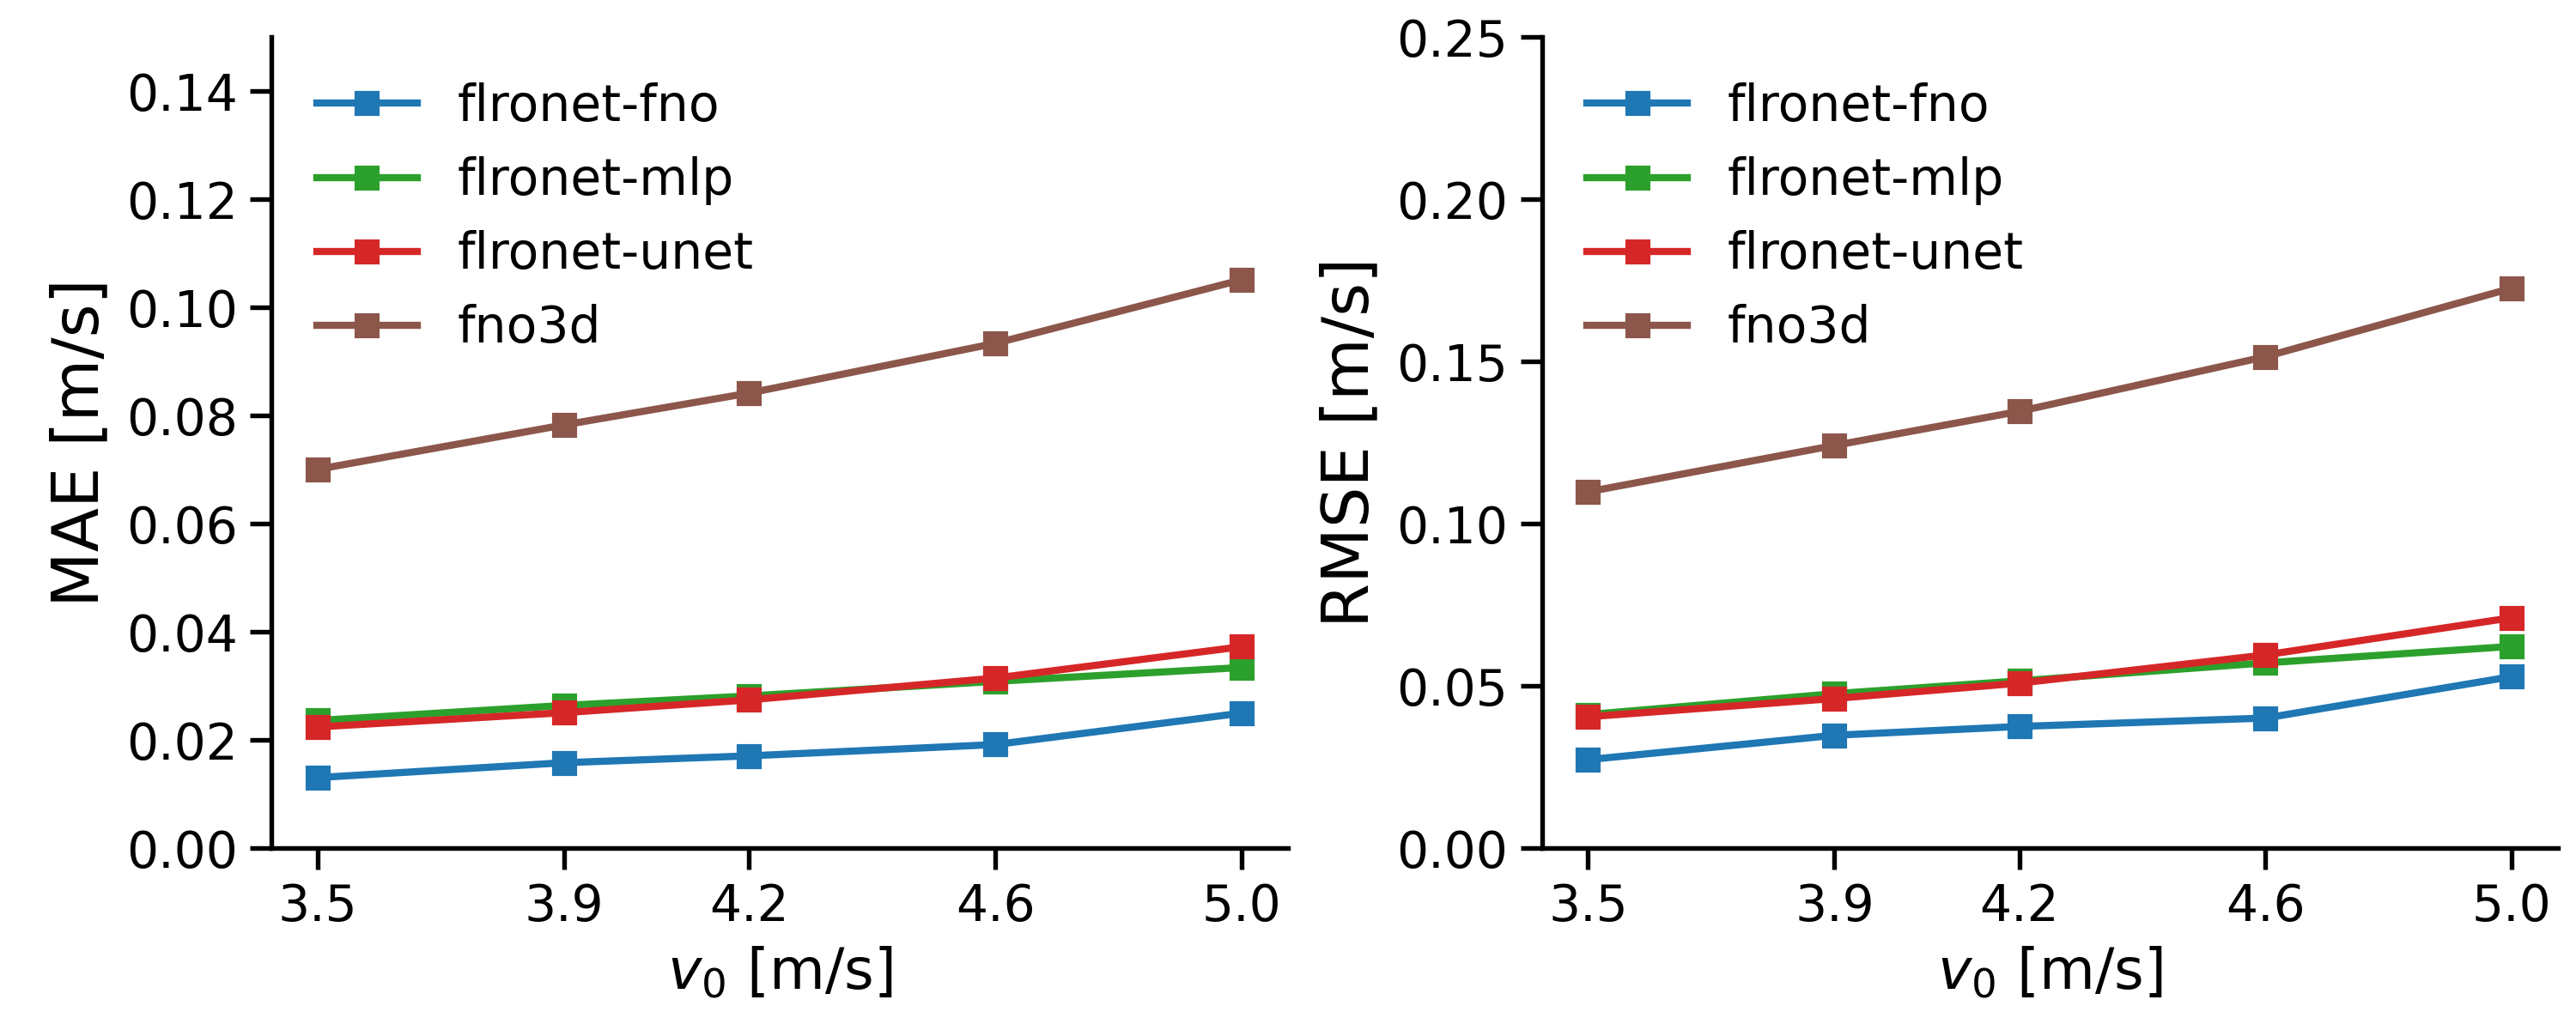 MAE [m/s]
0.14
0.12
0.10
0.08
0.06
0.04
0.02
0.00
flronet-fno
flronet-mlp
flronet-unet
fno3d
3.5 3.9 4.2 4.6 5.0
v₀ [m/s]
RMSE [m/s]
0.25
0.20
0.15
0.10
0.05
0.00
flronet-fno
flronet-mlp
flronet-unet
fno3d
3.5 3.9 4.2 4.6 5.0
v₀ [m/s]